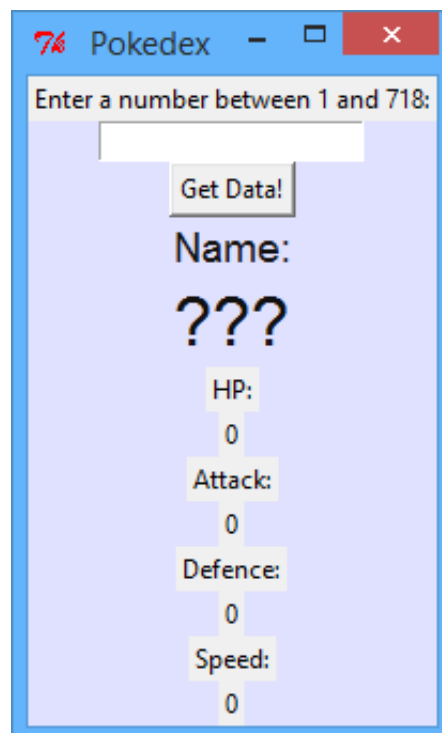 Pokedex
Enter a number between 1 and 718:
Get Data!
Name:
???
HP:
0
Attack:
0
Defence:
0
Speed:
0